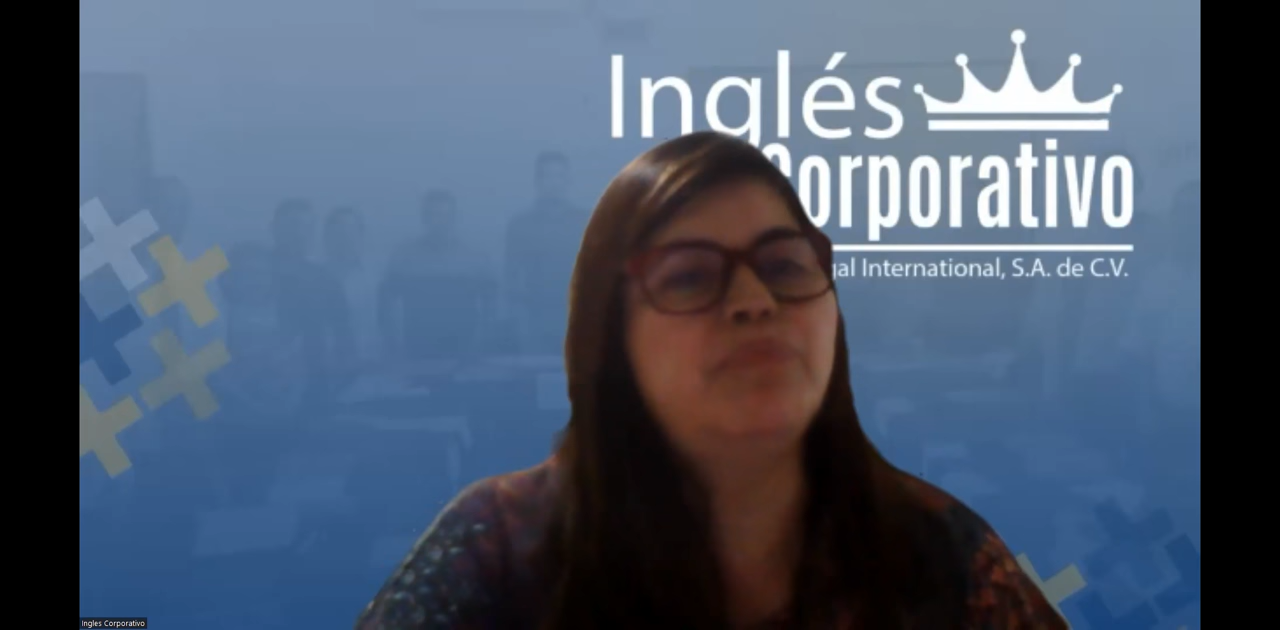 Inglés
Corporativo
International, S.A. de C.V.
Ingles Corporativo